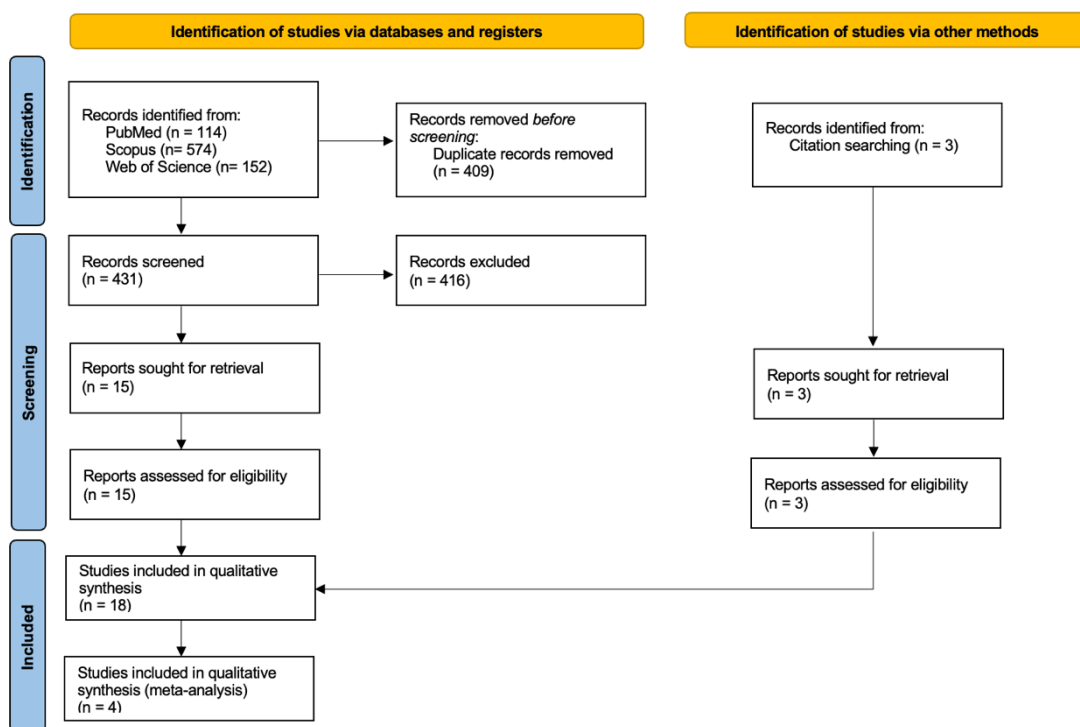 Identification of studies via databases and registers
Identification of studies via other methods
Identification
Records identified from:
PubMed (n = 114)
Scopus (n= 574)
Web of Science (n= 152)
Records removed before
screening:
Duplicate records removed
(n = 409)
Records identified from:
Citation searching (n = 3)
Screening
Records screened
(n = 431)
Records excluded
(n = 416)
Reports sought for retrieval
(n = 15)
Reports sought for retrieval
(n = 3)
Reports assessed for eligibility
(n = 15)
Reports assessed for eligibility
(n = 3)
Included
Studies included in qualitative
synthesis
(n = 18)
Studies included in qualitative
synthesis (meta-analysis)
(n = 4)